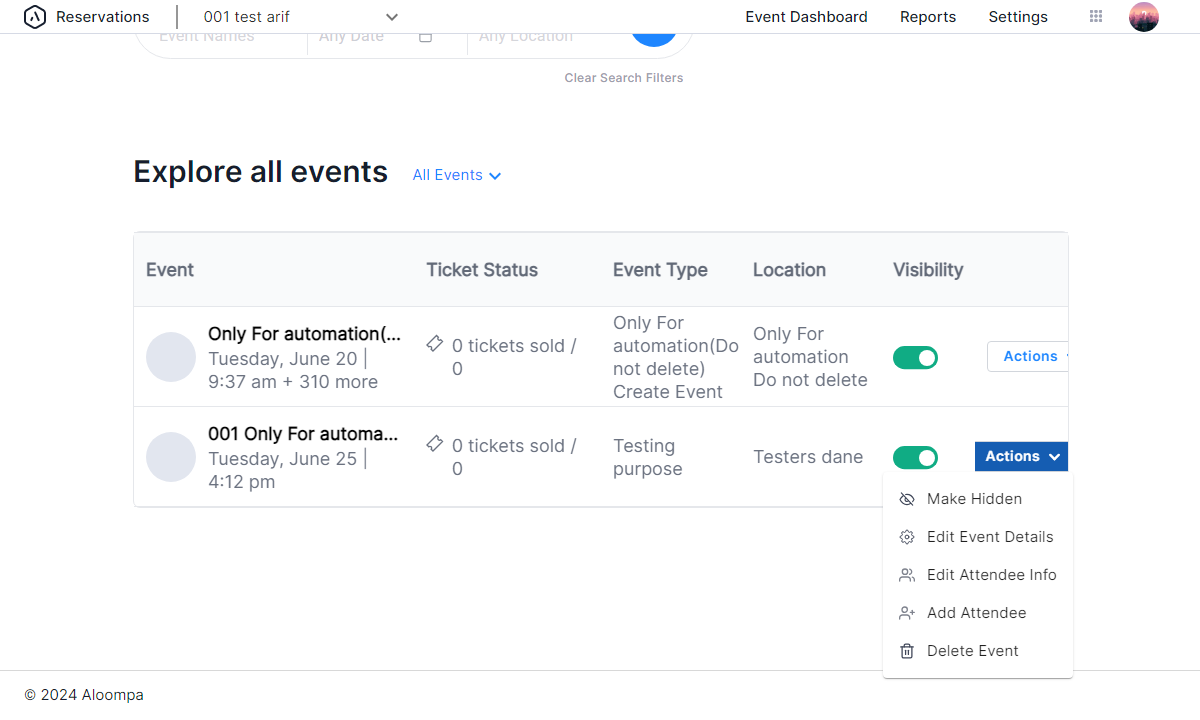 Reservations
001 test arif
Event Dashboard
Reports
Settings
Event Names
Any Date
Any Location
Clear Search Filters
Explore all events
All Events
Event
Ticket Status
Event Type
Location
Visibility
Only For automation(...
Tuesday, June 20 |
9:37 am + 310 more
0 tickets sold /
0
Only For
automation(Do
not delete)
Create Event
Only For
automation
Do not delete
Actions
001 Only For automa...
Tuesday, June 25 |
4:12 pm
0 tickets sold /
0
Testing
purpose
Testers dane
Actions
Make Hidden
Edit Event Details
Edit Attendee Info
Add Attendee
Delete Event
© 2024 Aloompa